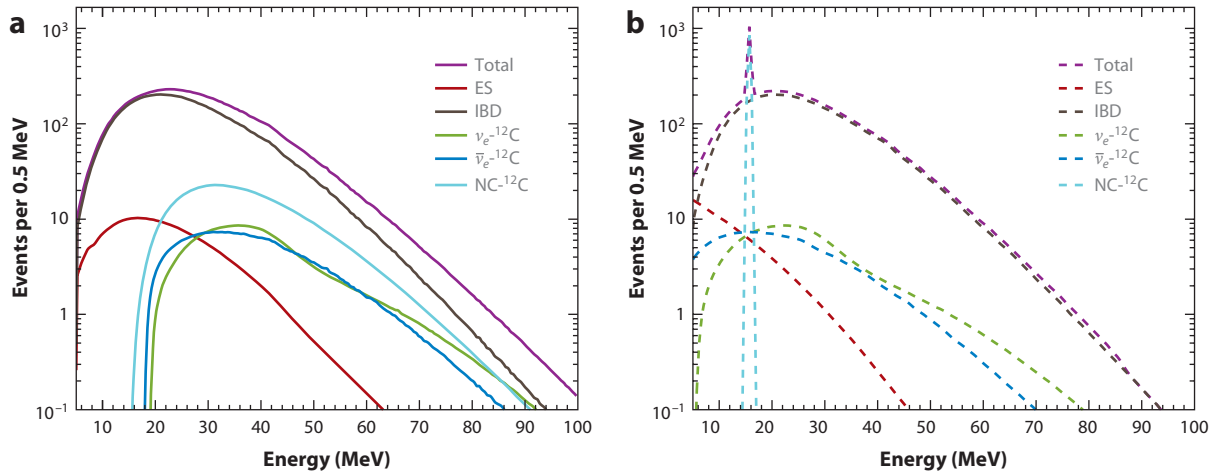 a
Events per 0.5 MeV
10³
10²
10
1
10⁻¹
10 20 30 40 50 60 70 80 90 100
Energy (MeV)
Total
ES
IBD
νₑ-¹²C
ν̄ₑ-¹²C
NC-¹²C
b
Events per 0.5 MeV
10³
10²
10
1
10⁻¹
10 20 30 40 50 60 70 80 90 100
Energy (MeV)
Total
ES
IBD
νₑ-¹²C
ν̄ₑ-¹²C
NC-¹²C